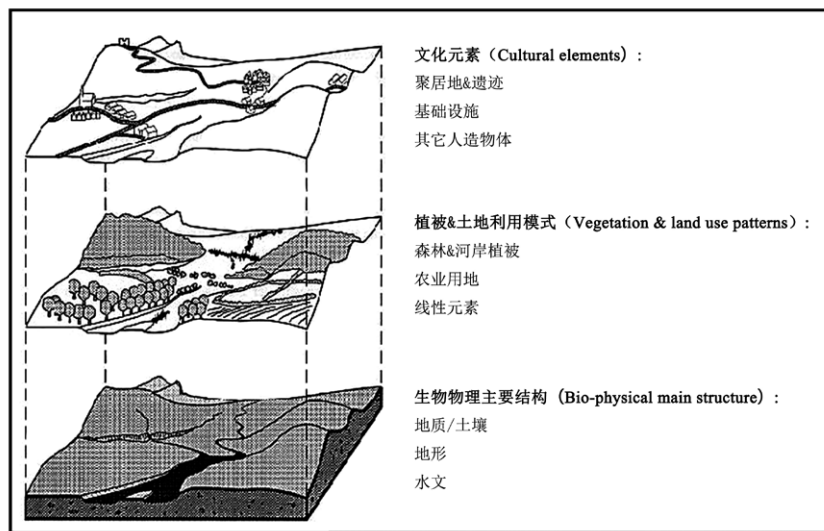 文化元素（Cultural elements）:
聚居地&遗迹
基础设施
其它人造物体
植被&土地利用模式（Vegetation & land use patterns）:
森林&河岸植被
农业用地
线性元素
生物物理主要结构（Bio-physical main structure）:
地质/土壤
地形
水文